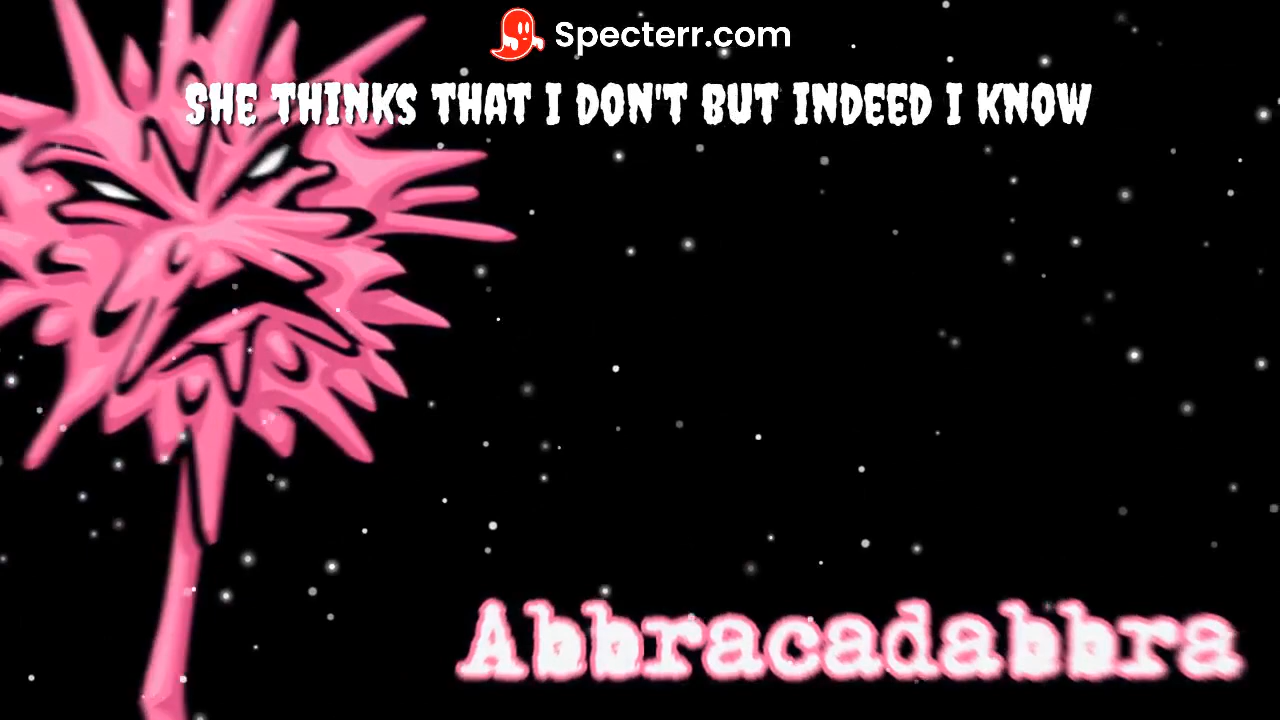 Specterr.com
SHE THINKS THAT I DON'T BUT INDEED I KNOW
Abbracadabbra